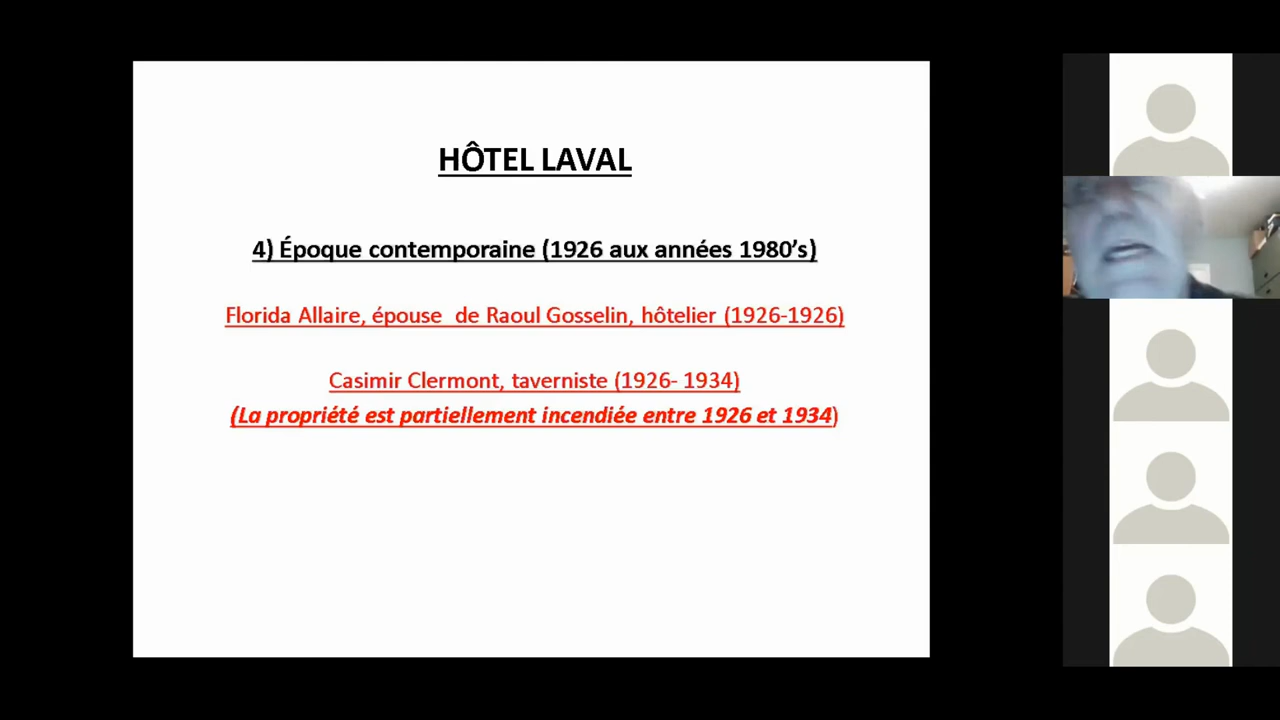 HÔTEL LAVAL
4) Époque contemporaine (1926 aux années 1980’s)
Florida Allaire, épouse de Raoul Gosselin, hôtelier (1926-1926)
Casimir Clermont, taverniste (1926- 1934)
(La propriété est partiellement incendiée entre 1926 et 1934)